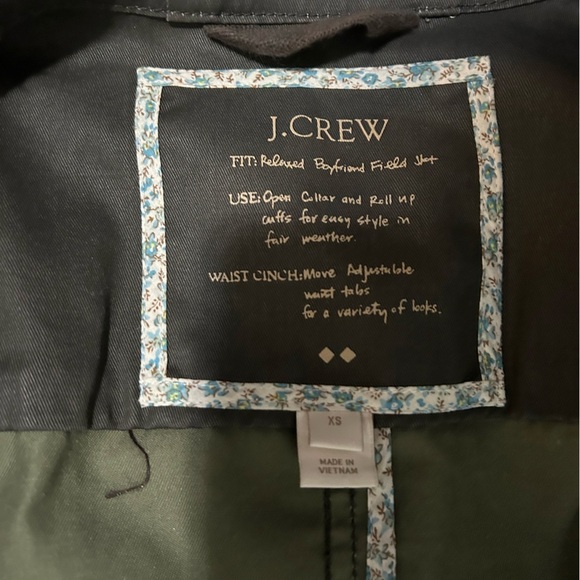 J.CREW
FIT: Relaxed Boyfriend Field Jket
USE: Open Collar and Roll up
cuffs for easy style in
fair weather.
WAIST CINCH: Move Adjustable
waist tabs
for a variety of looks.
XS
MADE IN
VIETNAM